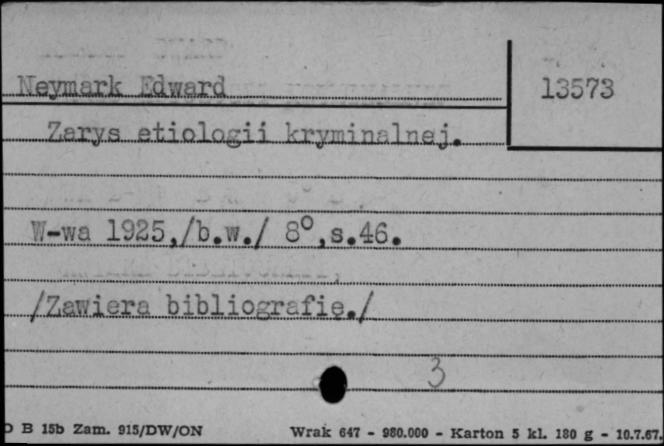 Neymark Edward
13573
Zarys etiologii kryminalnej.
W-wa 1925,/b.w./ 8°,s.46.
/Zawiera bibliografie./
3
D B 15b Zam. 915/DW/ON Wrak 647 - 980.000 - Karton 5 kl. 180 g - 10.7.67.